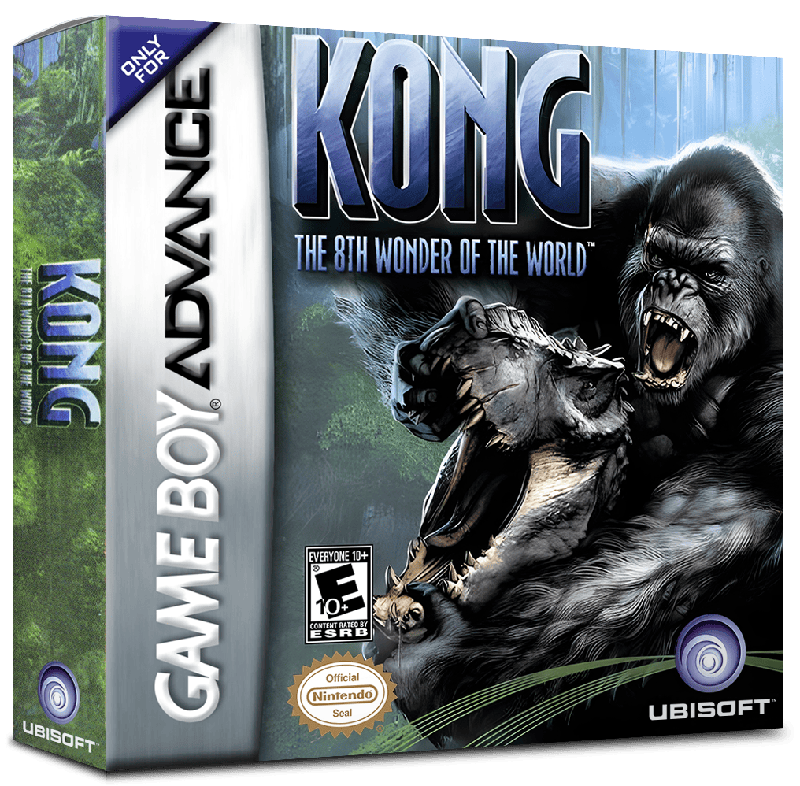 ONLY
FOR
GAME BOY ADVANCE
®
KONG
THE 8TH WONDER OF THE WORLD™
EVERYONE 10+
®
E
10+
CONTENT RATED BY
ESRB
Official
Nintendo
Seal
UBISOFT™
KONG
THE 8TH WONDER OF THE WORLD
UBISOFT